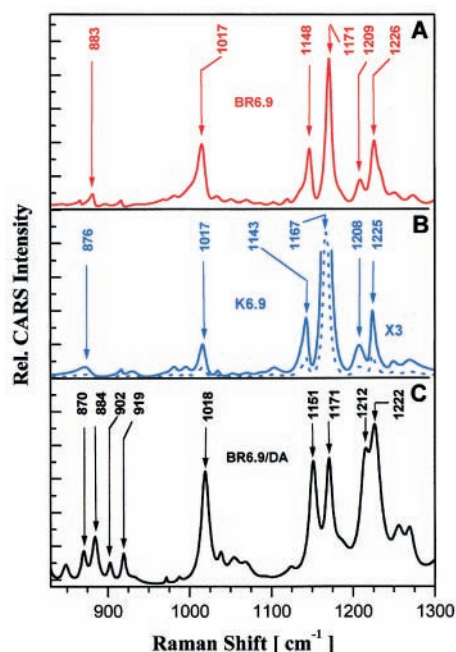 A
883
1017
1148
1171
1209
1226
BR6.9
B
876
1017
1143
1167
1208
1225
K6.9
X3
C
870
884
902
919
1018
1151
1171
1212
1222
BR6.9/DA
Rel. CARS Intensity
900 1000 1100 1200 1300
Raman Shift [ cm⁻¹ ]